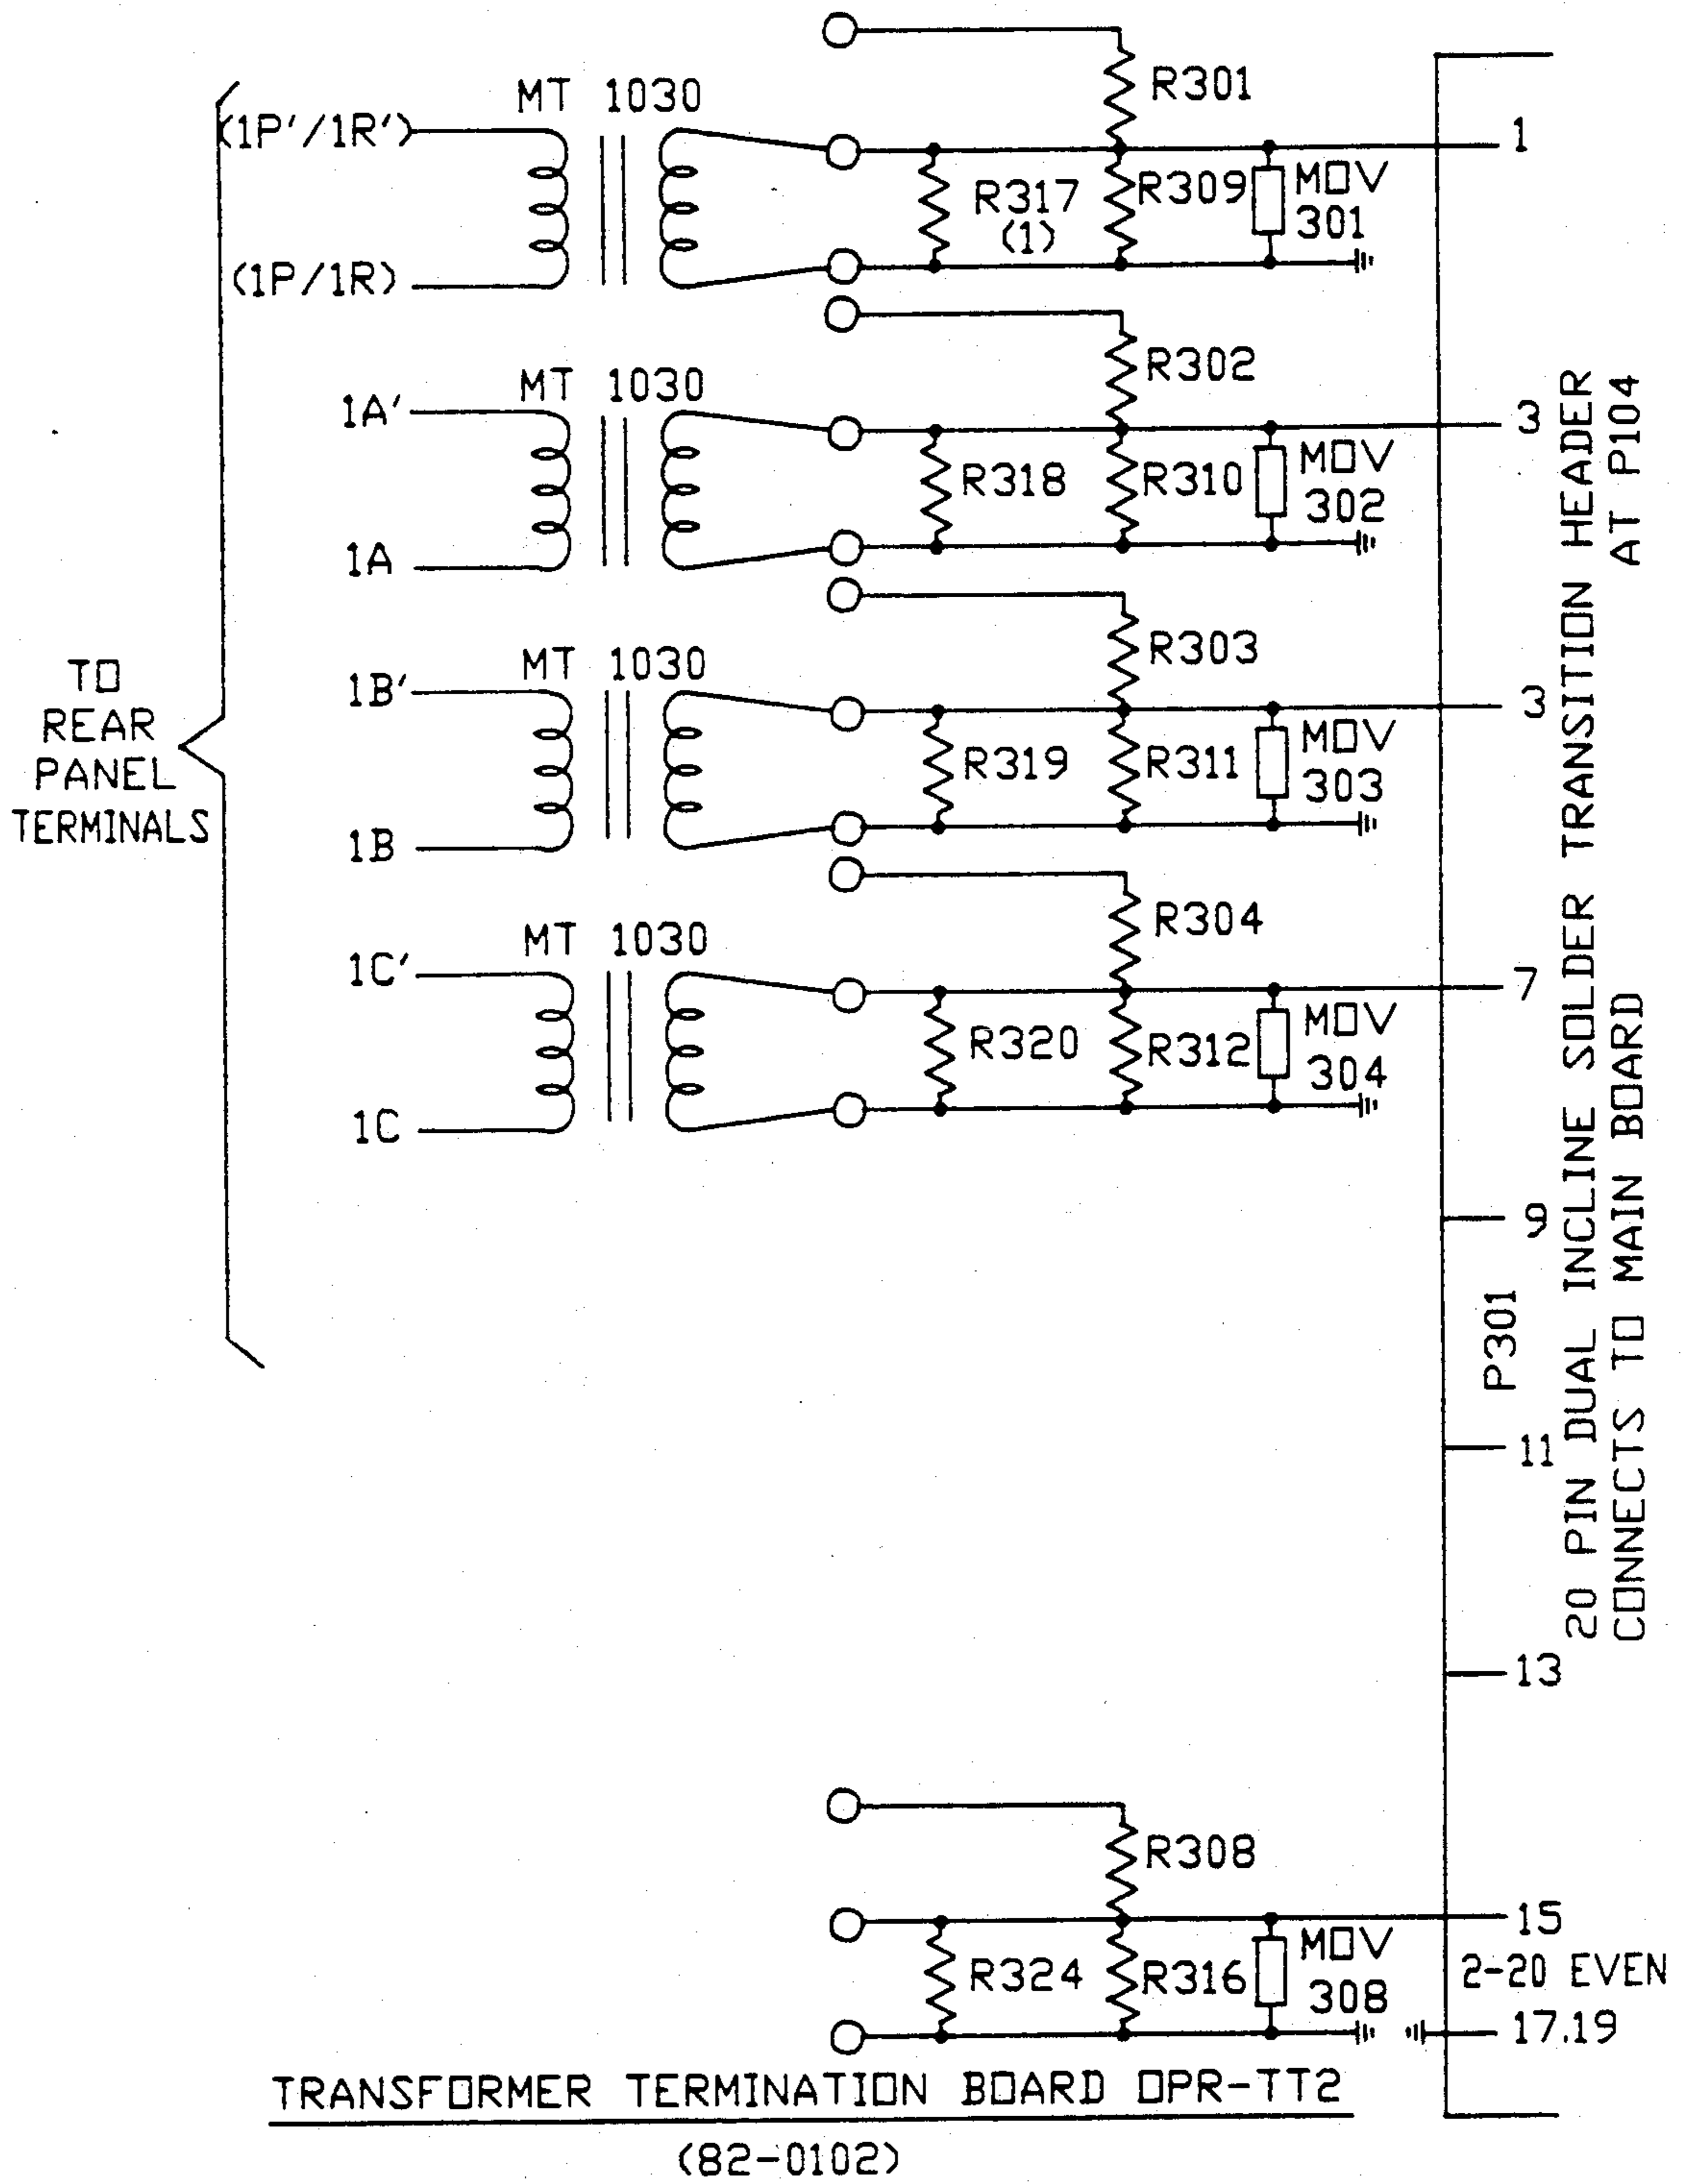 R301
MT 1030
(1P'/1R')
1
R317
(1)
R309
MOV
301
(1P/1R)
R302
MT 1030
1A'
3
R318
R310
MOV
302
1A
R303
MT 1030
1B'
3
R319
R311
MOV
303
1B
TO
REAR
PANEL
TERMINALS
R304
MT 1030
1C'
7
R320
R312
MOV
304
1C
9
P301
11
13
20 PIN DUAL INCLINE SOLDER TRANSITION HEADER
CONNECTS TO MAIN BOARD AT P104
R308
15
R324
R316
MOV
308
2-20 EVEN
17.19
TRANSFORMER TERMINATION BOARD OPR-TT2
(82-0102)